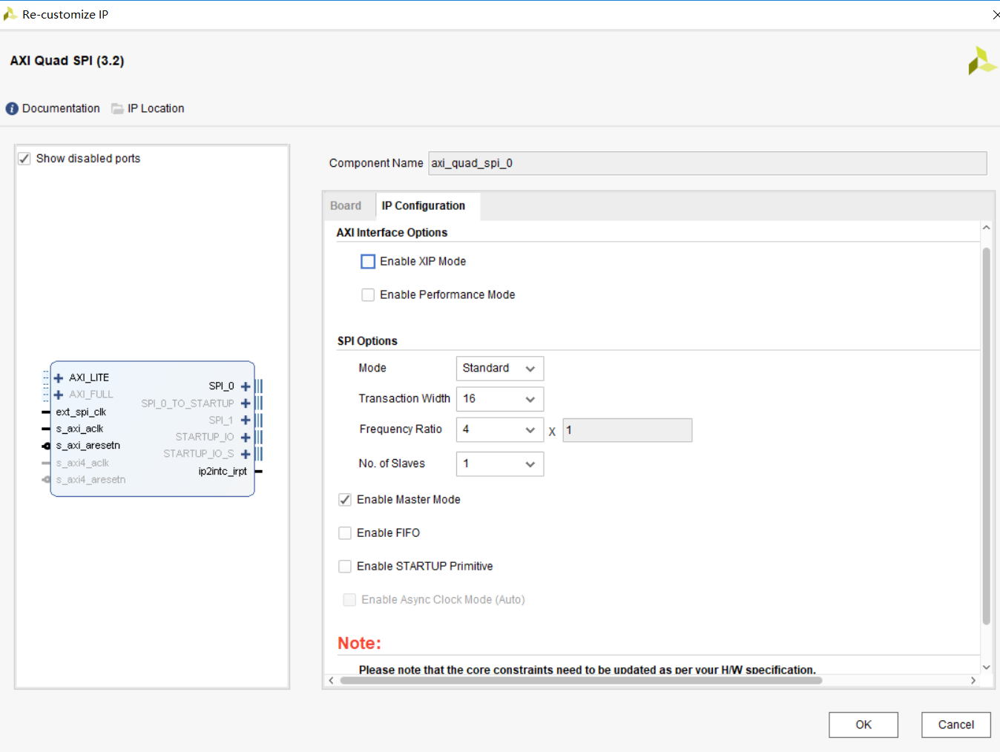 Re-customize IP
AXI Quad SPI (3.2)
Documentation IP Location
Show disabled ports
AXI_LITE
AXI_FULL
ext_spi_clk
s_axi_aclk
s_axi_aresetn
s_axi4_aclk
s_axi4_aresetn
SPI_0
SPI_0_TO_STARTUP
SPI_1
STARTUP_IO
STARTUP_IO_S
ip2intc_irpt
Component Name axi_quad_spi_0
Board IP Configuration
AXI Interface Options
Enable XIP Mode
Enable Performance Mode
SPI Options
Mode Standard
Transaction Width 16
Frequency Ratio 4 X 1
No. of Slaves 1
Enable Master Mode
Enable FIFO
Enable STARTUP Primitive
Enable Async Clock Mode (Auto)
Note:
Please note that the core constraints need to be updated as per your H/W specification.
OK Cancel